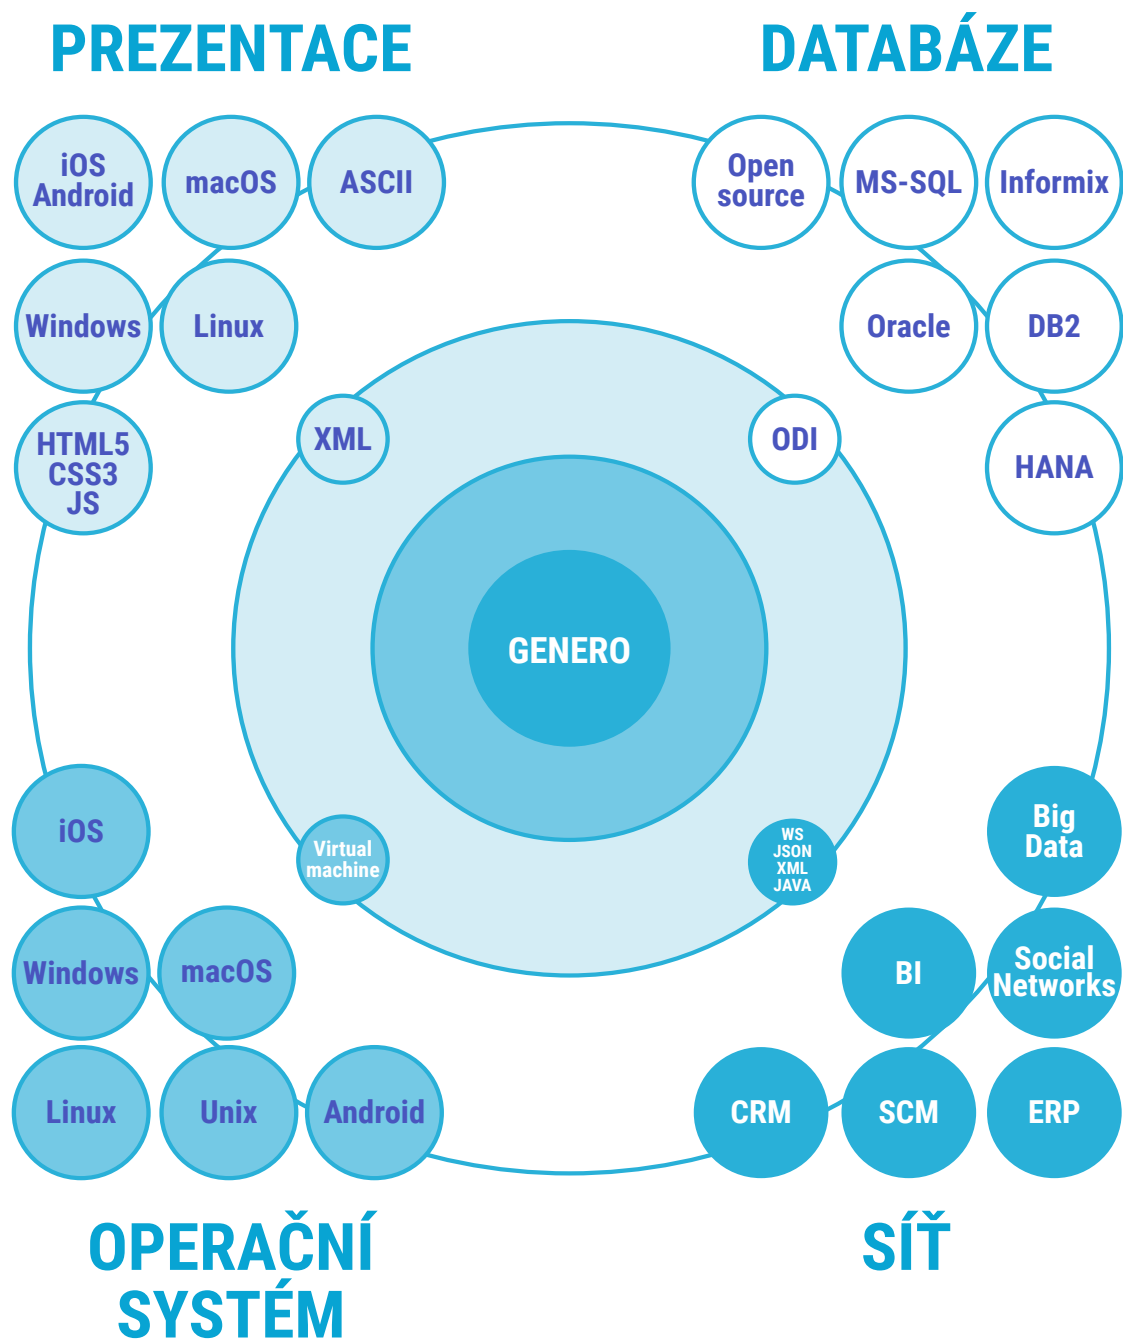 PREZENTACE
DATABÁZE
iOS
Android
macOS
ASCII
Open
source
MS-SQL
Informix
Windows
Linux
Oracle
DB2
HTML5
CSS3
JS
XML
ODI
HANA
GENERO
iOS
Virtual
machine
WS
JSON
XML
JAVA
Big
Data
Windows
macOS
BI
Social
Networks
Linux
Unix
Android
CRM
SCM
ERP
OPERAČNÍ
SYSTÉM
SÍŤ